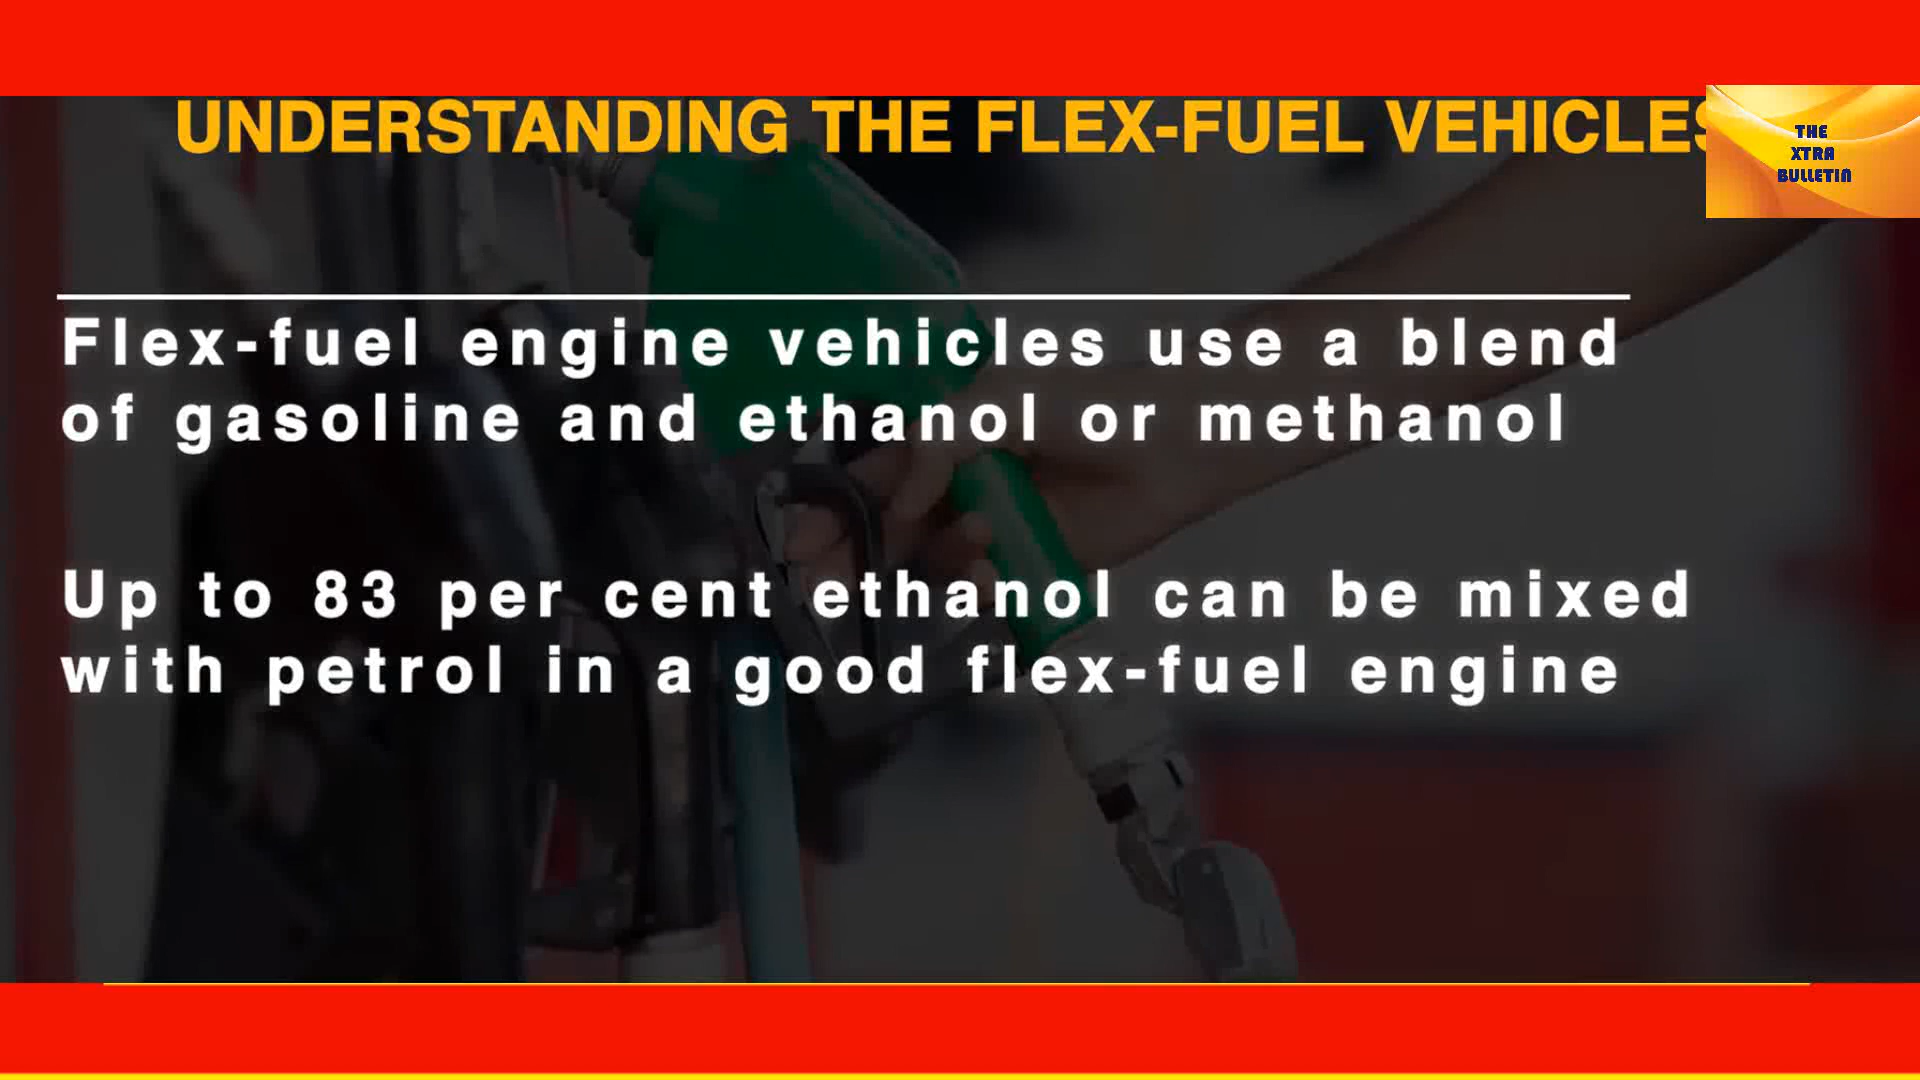 UNDERSTANDING THE FLEX-FUEL VEHICLES
THE
XTRA
BULLETIN
Flex-fuel engine vehicles use a blend
of gasoline and ethanol or methanol
Up to 83 per cent ethanol can be mixed
with petrol in a good flex-fuel engine